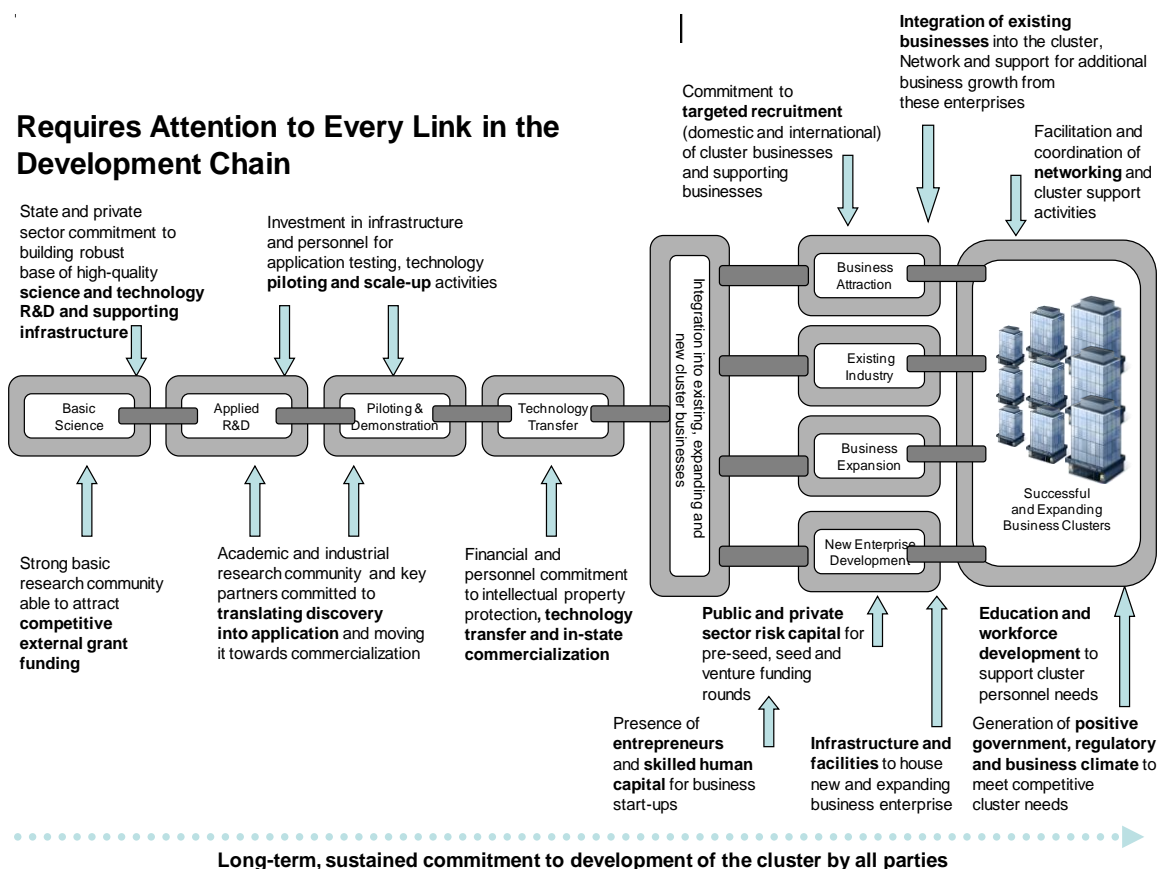 Requires Attention to Every Link in the
Development Chain
State and private
sector commitment to
building robust
base of high-quality
science and technology
R&D and supporting
infrastructure
Investment in infrastructure
and personnel for
application testing, technology
piloting and scale-up activities
Commitment to
targeted recruitment
(domestic and international)
of cluster businesses
and supporting
businesses
Integration of existing
businesses into the cluster,
Network and support for additional
business growth from
these enterprises
Facilitation and
coordination of
networking and
cluster support
activities
Basic
Science
Applied
R&D
Piloting &
Demonstration
Technology
Transfer
Integration into existing, expanding and
new cluster businesses
Business
Attraction
Existing
Industry
Business
Expansion
New Enterprise
Development
Successful
and Expanding
Business Clusters
Strong basic
research community
able to attract
competitive
external grant
funding
Academic and industrial
research community and key
partners committed to
translating discovery
into application and moving
it towards commercialization
Financial and
personnel commitment
to intellectual property
protection, technology
transfer and in-state
commercialization
Public and private
sector risk capital for
pre-seed, seed and
venture funding
rounds
Education and
workforce
development to
support cluster
personnel needs
Presence of
entrepreneurs
and skilled human
capital for business
start-ups
Infrastructure and
facilities to house
new and expanding
business enterprise
Generation of positive
government, regulatory
and business climate to
meet competitive
cluster needs
Long-term, sustained commitment to development of the cluster by all parties